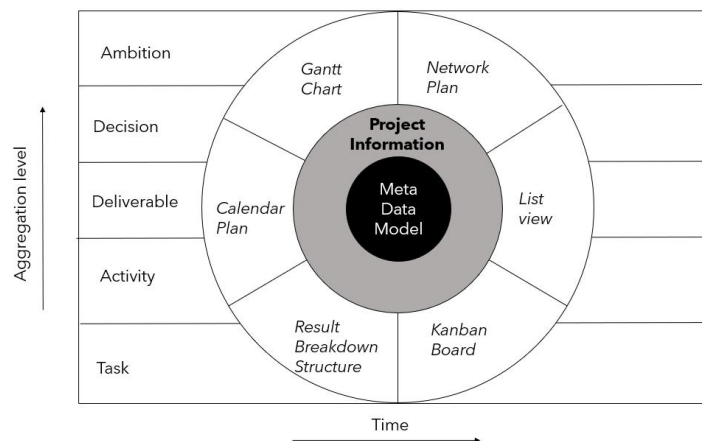 Ambition
Gantt
Chart
Network
Plan
Aggregation level
Decision
Project
Information
Deliverable
Calendar
Plan
Meta
Data
Model
List
view
Activity
Result
Breakdown
Structure
Kanban
Board
Task
Time